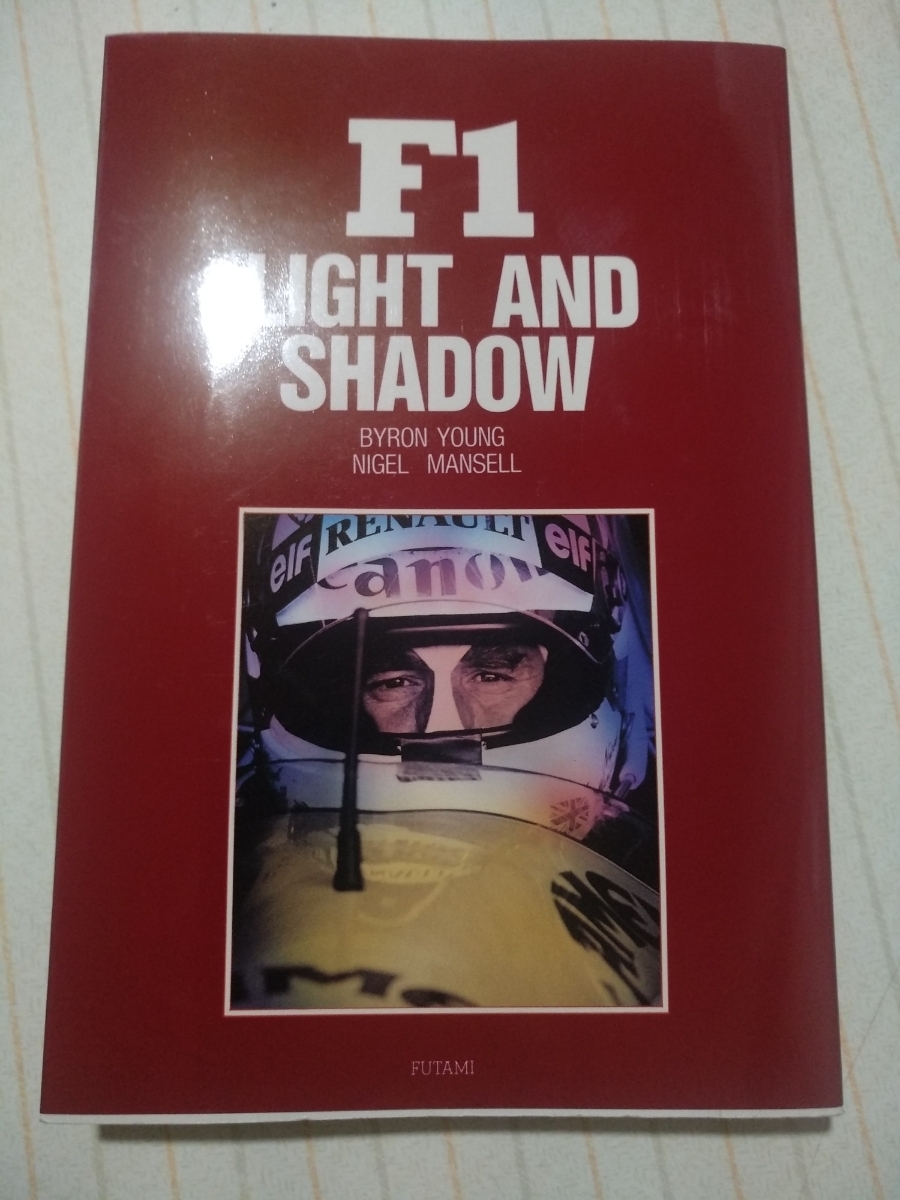 F1
LIGHT AND
SHADOW
BYRON YOUNG
NIGEL MANSELL
RENAULT
elf
elf
Canon
FUTAMI